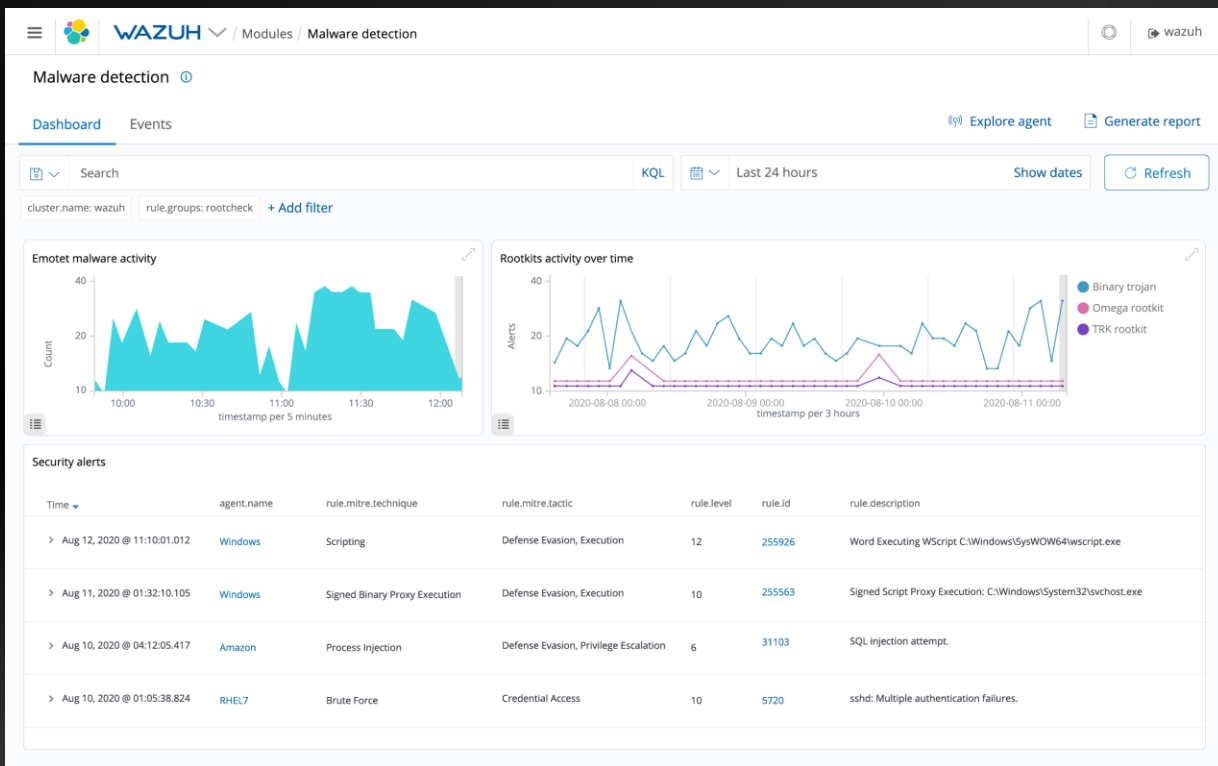 WAZUH / Modules / Malware detection wazuh
Malware detection
Dashboard Events Explore agent Generate report
Search KQL Last 24 hours Show dates Refresh
cluster.name: wazuh rule.groups: rootcheck + Add filter
Emotet malware activity
40
20
10
Count
10:00 10:30 11:00 11:30 12:00
timestamp per 5 minutes
Rootkits activity over time
40
20
10
Alerts
2020-08-08 00:00 2020-08-09 00:00 2020-08-10 00:00 2020-08-11 00:00
timestamp per 3 hours
Binary trojan
Omega rootkit
TRK rootkit
Security alerts
Time agent.name rule.mitre.technique rule.mitre.tactic rule.level rule.id rule.description
Aug 12, 2020 @ 11:10:01.012 Windows Scripting Defense Evasion, Execution 12 255926 Word Executing WScript C:\Windows\SysWOW64\wscript.exe
Aug 11, 2020 @ 01:32:10.105 Windows Signed Binary Proxy Execution Defense Evasion, Execution 10 255563 Signed Script Proxy Execution: C:\Windows\System32\svchost.exe
Aug 10, 2020 @ 04:12:05.417 Amazon Process Injection Defense Evasion, Privilege Escalation 6 31103 SQL injection attempt.
Aug 10, 2020 @ 01:05:38.824 RHEL7 Brute Force Credential Access 10 5720 sshd: Multiple authentication failures.